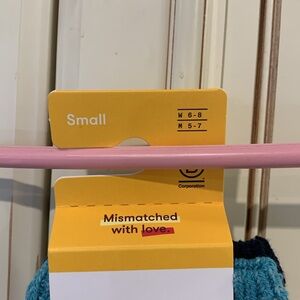 Small
W 6-8
M 5-7
Corporation
Mismatched
with love.